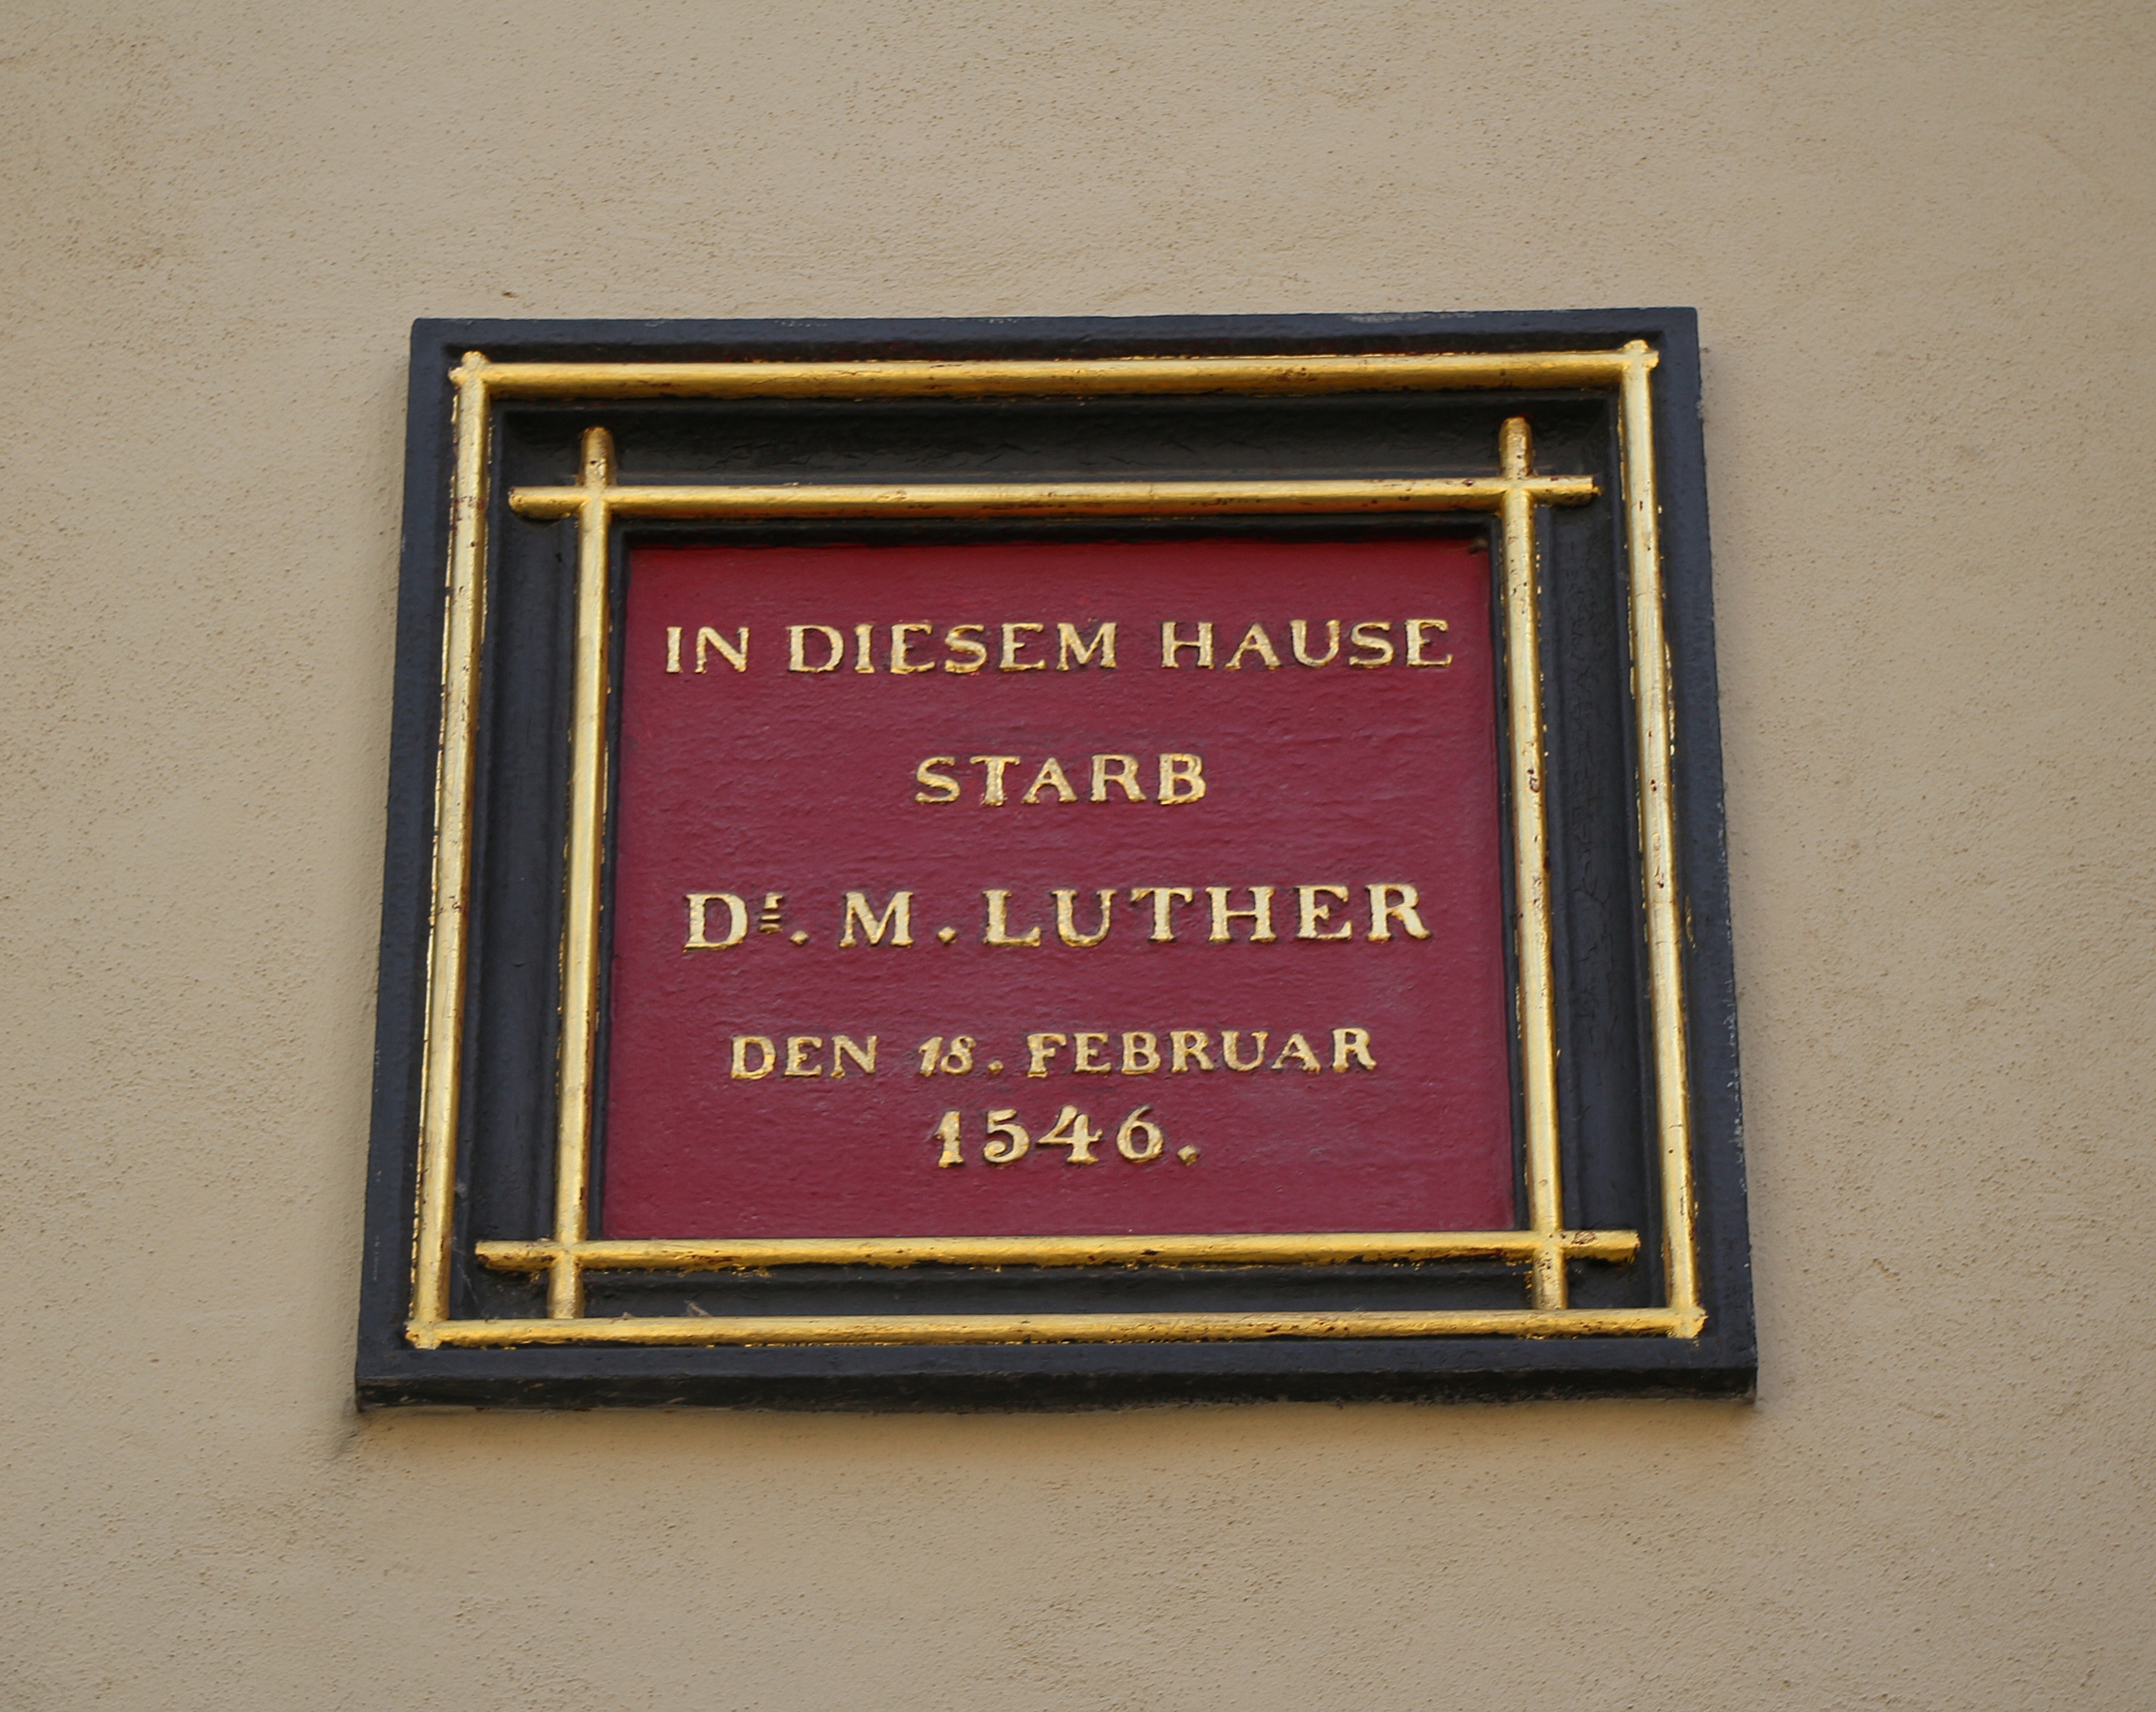 IN DIESEM HAUSE
STARB
Dr. M. LUTHER
DEN 18. FEBRUAR
1546.